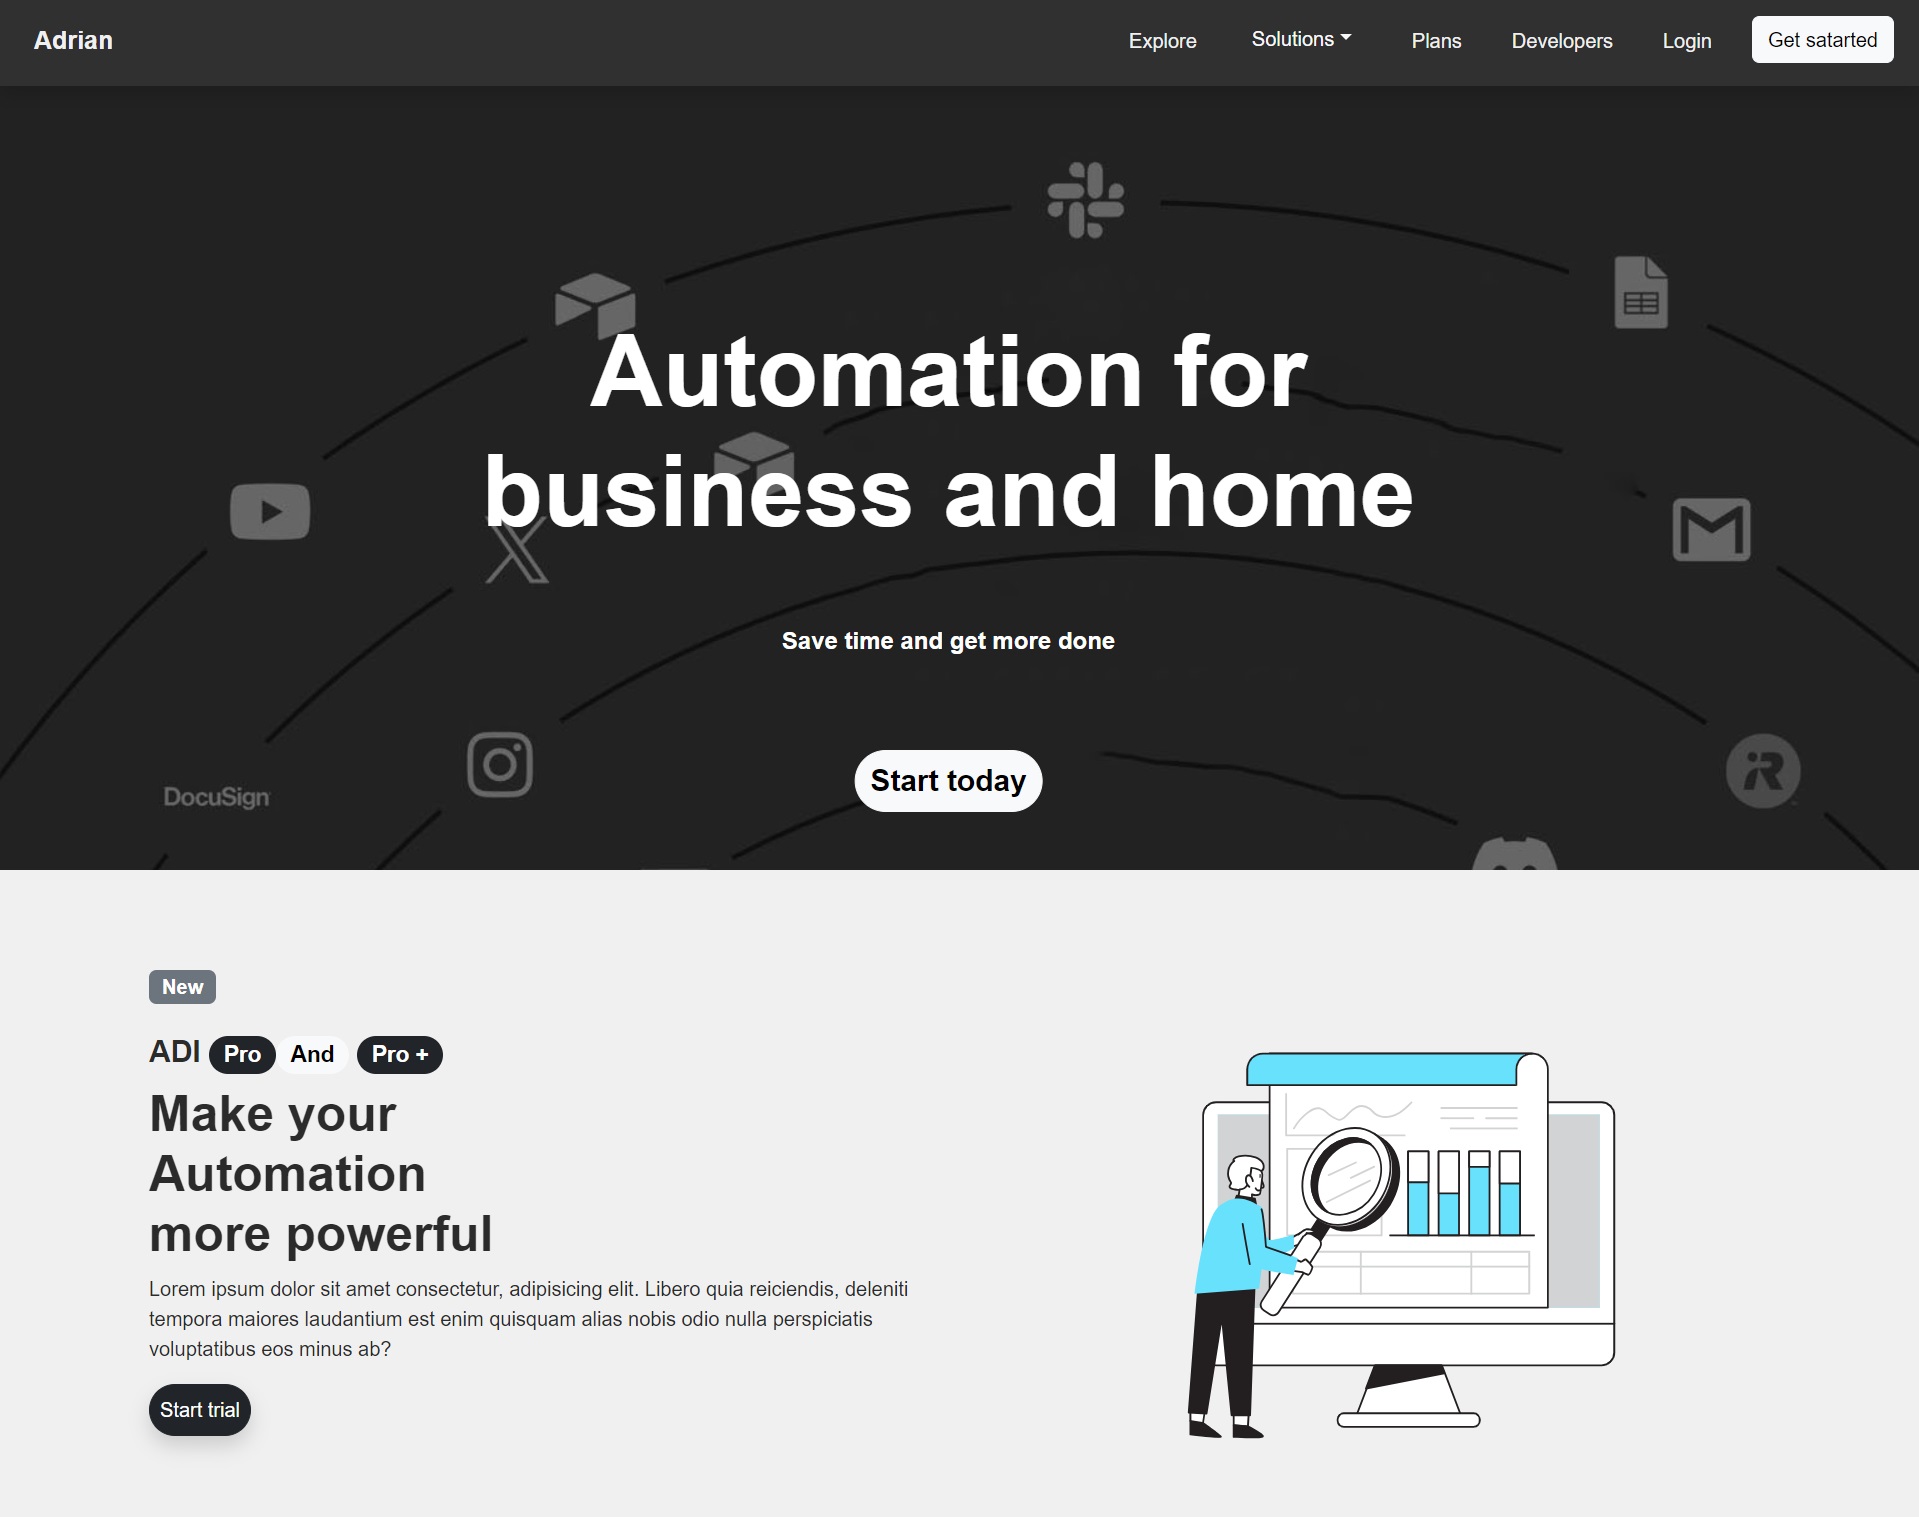 Adrian
Explore
Solutions
Plans
Developers
Login
Get satarted
Automation for
business and home
Save time and get more done
Start today
DocuSign
New
ADI Pro And Pro +
Make your
Automation
more powerful
Lorem ipsum dolor sit amet consectetur, adipisicing elit. Libero quia reiciendis, deleniti
tempora maiores laudantium est enim quisquam alias nobis odio nulla perspiciatis
voluptatibus eos minus ab?
Start trial